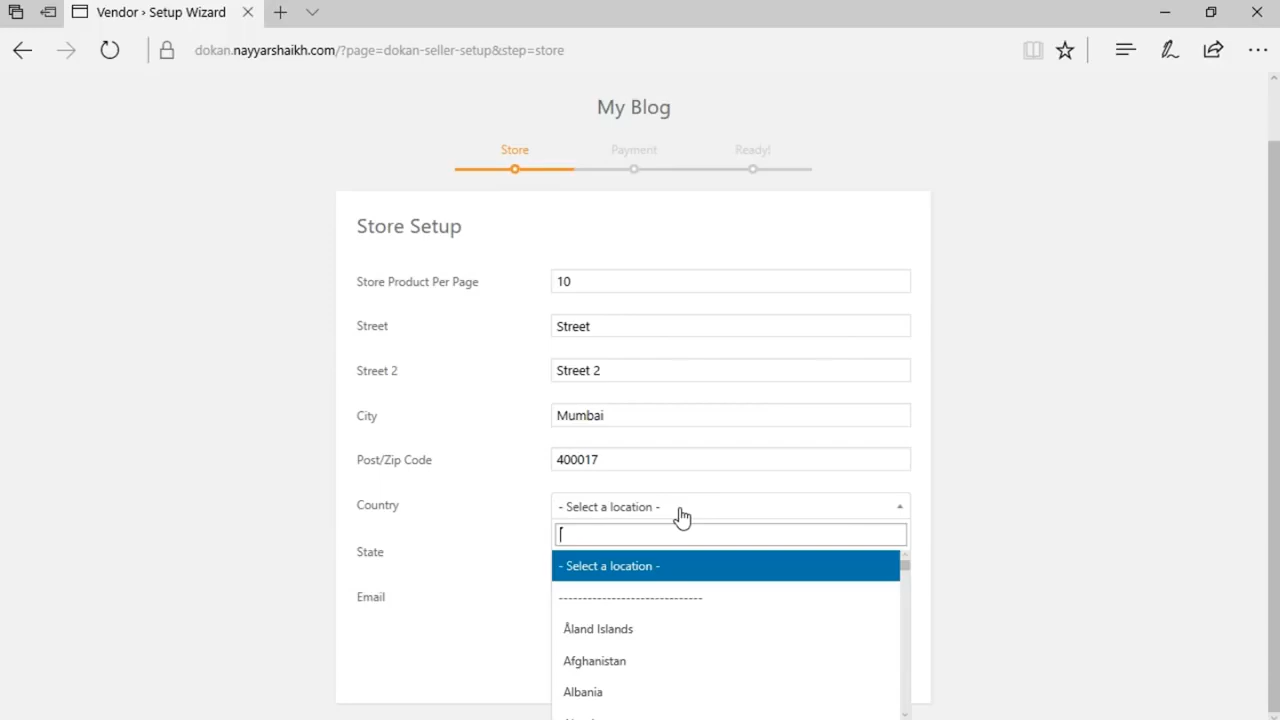 Vendor › Setup Wizard
dokan.nayyarshaikh.com/?page=dokan-seller-setup&step=store
My Blog
Store Payment Ready!
Store Setup
Store Product Per Page 10
Street Street
Street 2 Street 2
City Mumbai
Post/Zip Code 400017
Country - Select a location -
- Select a location -
State
------------------------------
Email
Åland Islands
Afghanistan
Albania